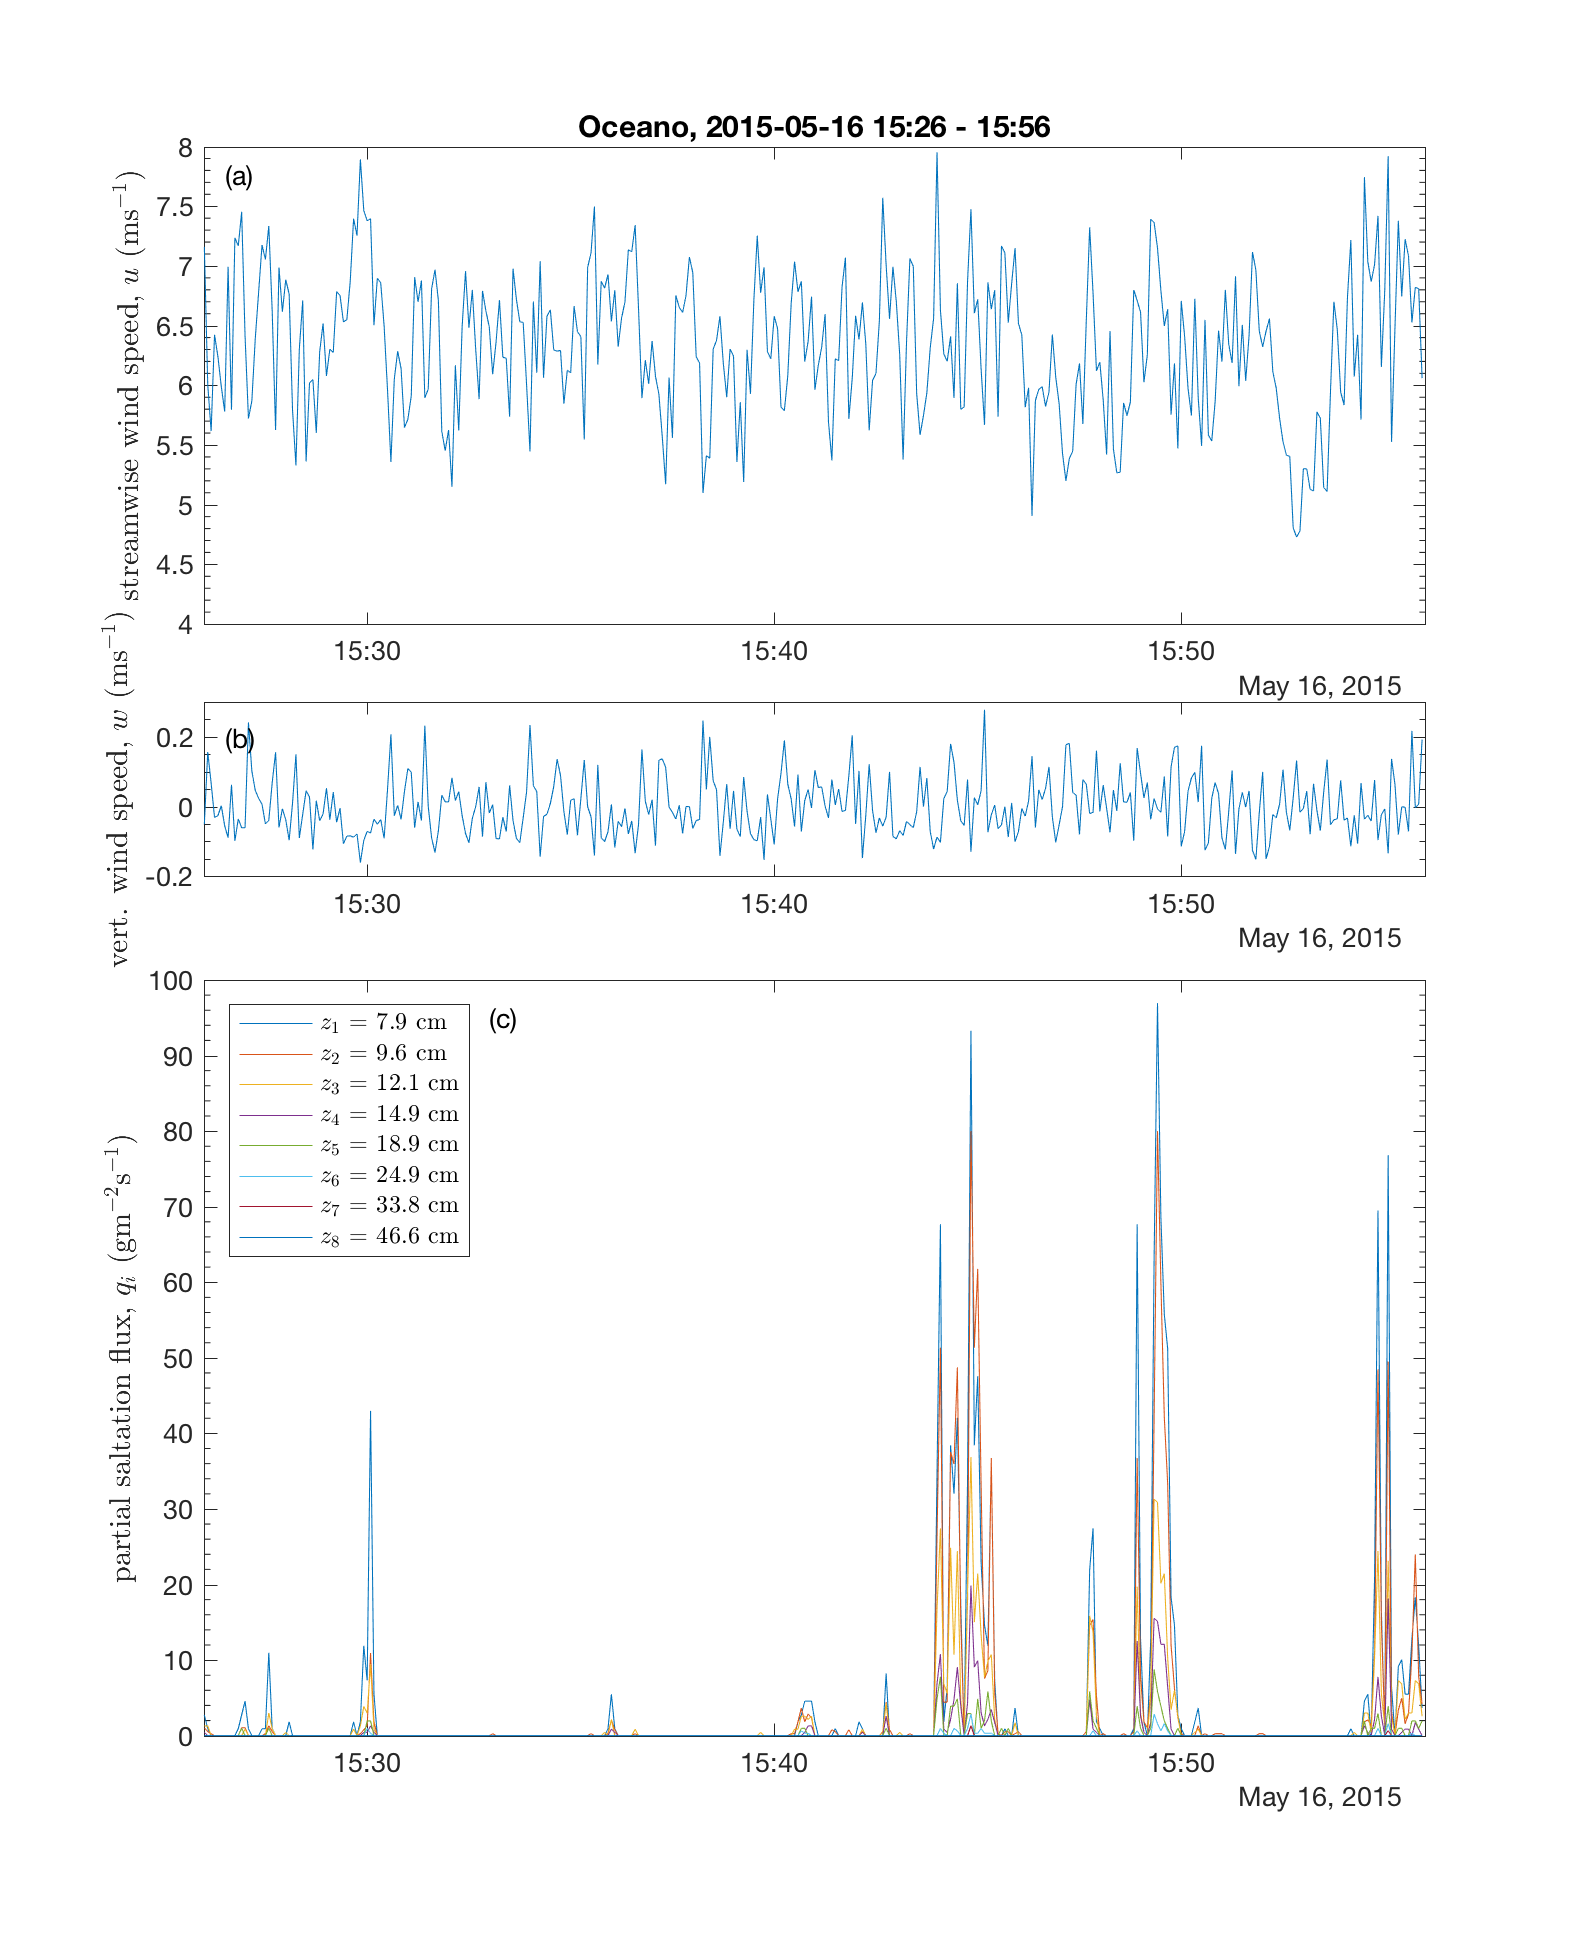 Oceano, 2015-05-16 15:26 - 15:56
(a)
streamwise wind speed, u (ms⁻¹)
8
7.5
7
6.5
6
5.5
5
4.5
4
15:30 15:40 15:50
May 16, 2015
(b)
vert. wind speed, w (ms⁻¹)
0.2
0
-0.2
15:30 15:40 15:50
May 16, 2015
(c)
partial saltation flux, qᵢ (gm⁻²s⁻¹)
100
90
80
70
60
50
40
30
20
10
0
z₁ = 7.9 cm
z₂ = 9.6 cm
z₃ = 12.1 cm
z₄ = 14.9 cm
z₅ = 18.9 cm
z₆ = 24.9 cm
z₇ = 33.8 cm
z₈ = 46.6 cm
15:30 15:40 15:50
May 16, 2015